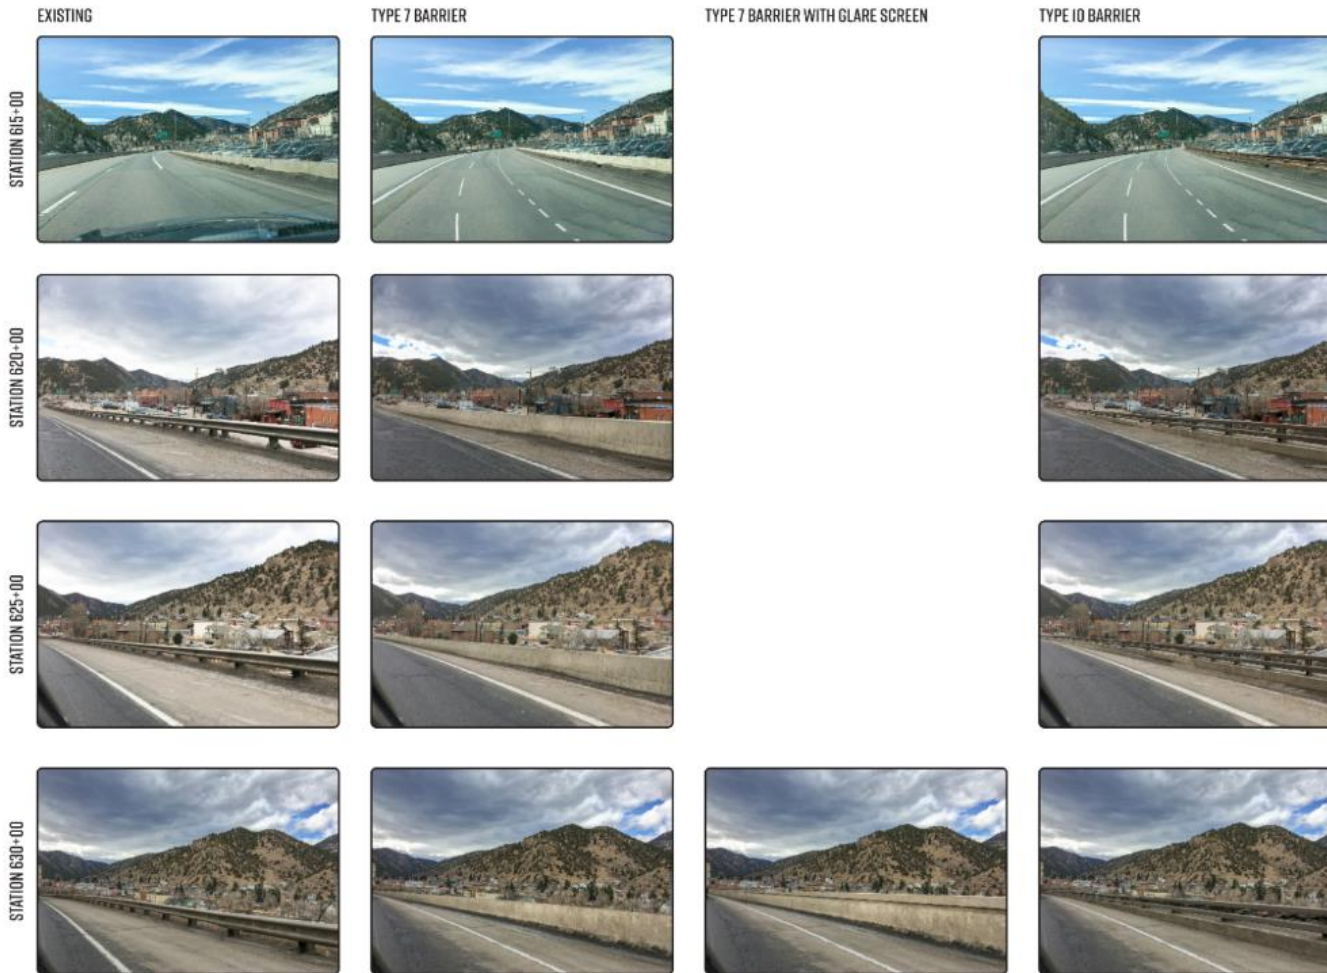 EXISTING
TYPE 7 BARRIER
TYPE 7 BARRIER WITH GLARE SCREEN
TYPE 10 BARRIER
STATION 615+00
STATION 620+00
STATION 625+00
STATION 630+00